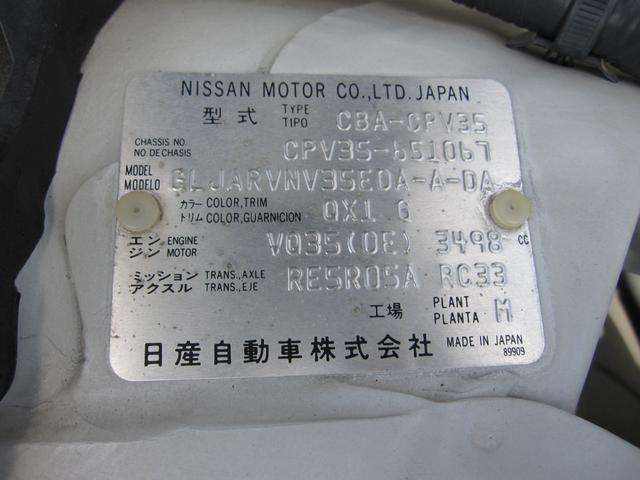 NISSAN MOTOR CO.,LTD. JAPAN
型式 TYPE TIPO CBA-CPV35
CHASSIS NO. NO. DE CHASIS CPV35-651067
MODEL MODELO GLJARVNV35EDA-A-DA
カラー COLOR,TRIM
トリム COLOR,GUARNICION QX1 G
エン ENGINE
ジン MOTOR VQ35(DE) 3498 cc
ミッション TRANS.,AXLE
アクスル TRANS.,EJE RE5R05A RC33
工場 PLANT PLANTA M
日産自動車株式会社 MADE IN JAPAN
89909